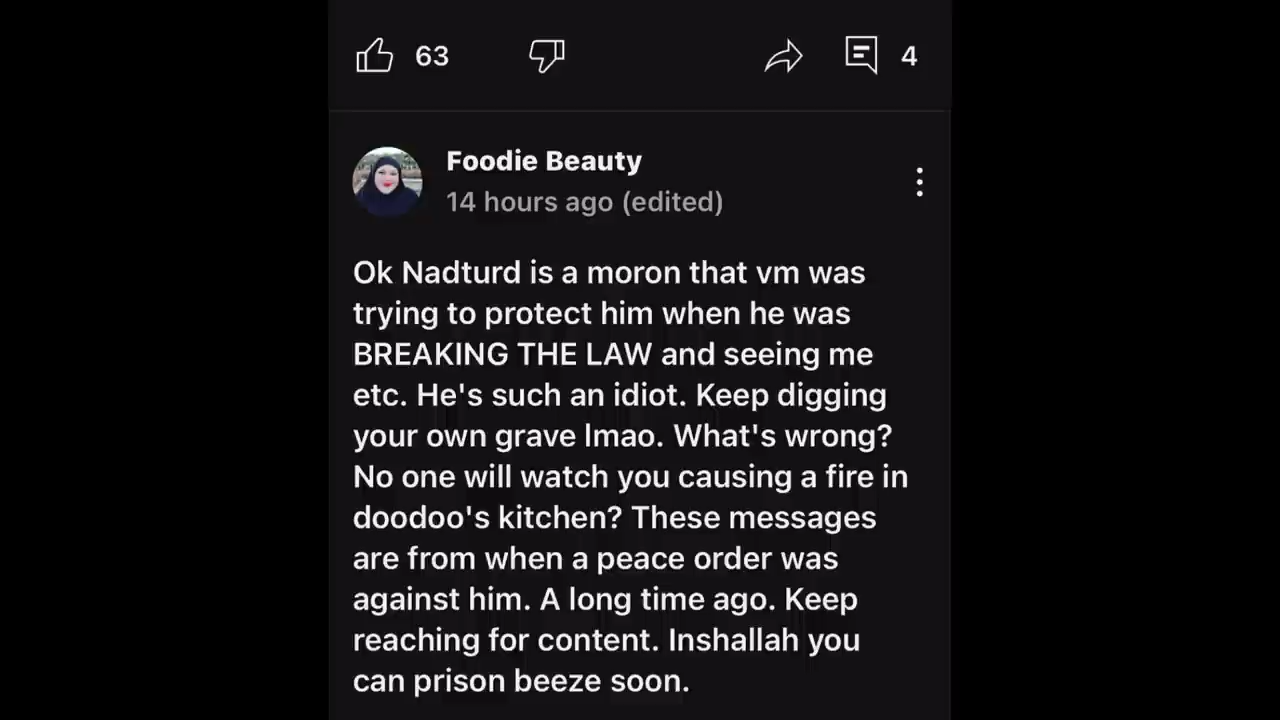 63
4
Foodie Beauty
14 hours ago (edited)
Ok Nadturd is a moron that vm was
trying to protect him when he was
BREAKING THE LAW and seeing me
etc. He's such an idiot. Keep digging
your own grave lmao. What's wrong?
No one will watch you causing a fire in
doodoo's kitchen? These messages
are from when a peace order was
against him. A long time ago. Keep
reaching for content. Inshallah you
can prison beeze soon.